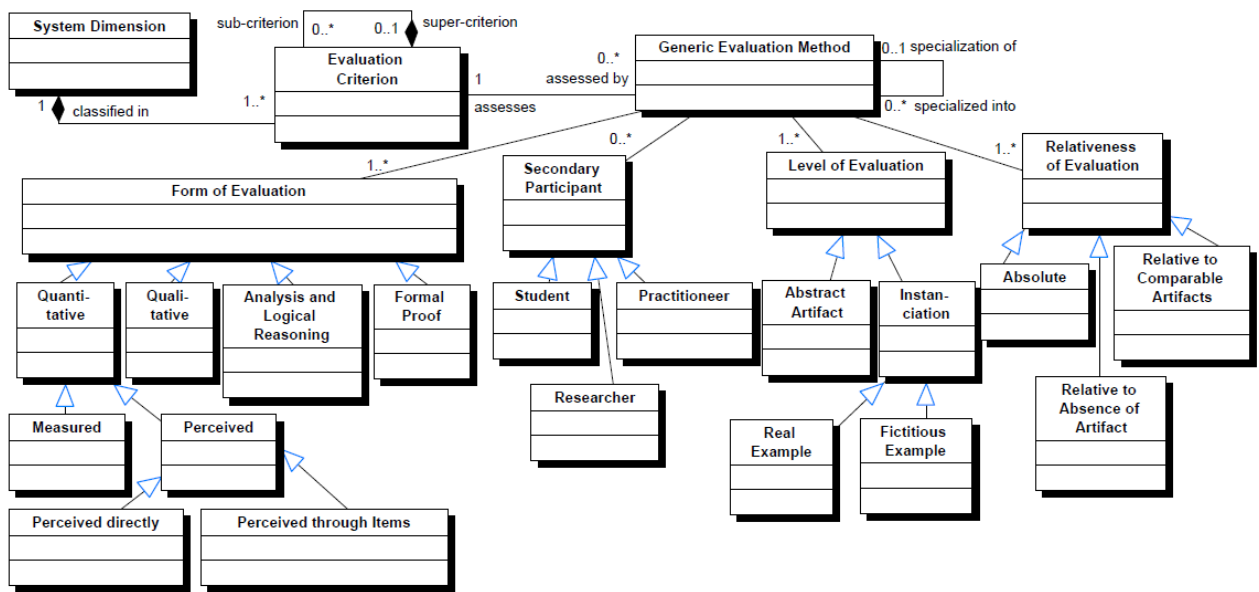 System Dimension
sub-criterion
0..*
0..1
super-criterion
Evaluation
Criterion
Generic Evaluation Method
0..1
specialization of
0..*
assessed by
1
assesses
0..*
specialized into
1
classified in
1..*
1..*
0..*
1..*
1..*
Form of Evaluation
Secondary
Participant
Level of Evaluation
Relativeness
of Evaluation
Quanti-
tative
Quali-
tative
Analysis and
Logical
Reasoning
Formal
Proof
Student
Practitioneer
Abstract
Artifact
Instan-
ciation
Absolute
Relative to
Comparable
Artifacts
Researcher
Relative to
Absence of
Artifact
Measured
Perceived
Real
Example
Fictitious
Example
Perceived directly
Perceived through Items